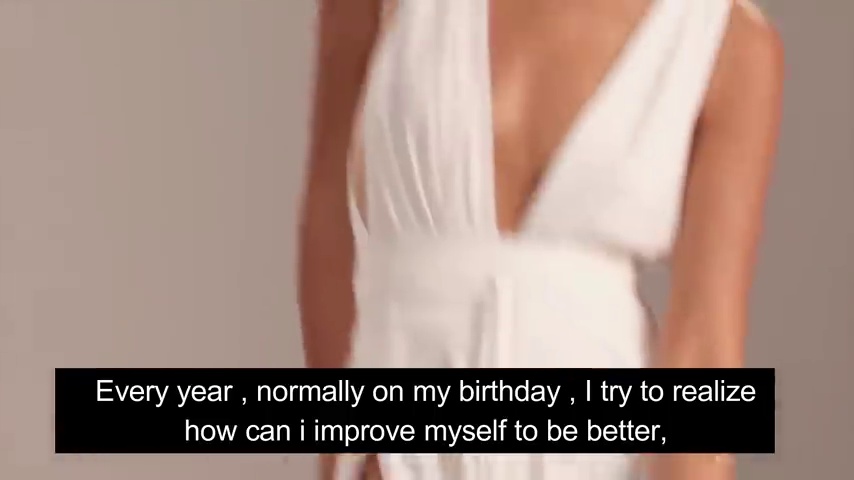 Every year , normally on my birthday , I try to realize
how can i improve myself to be better,